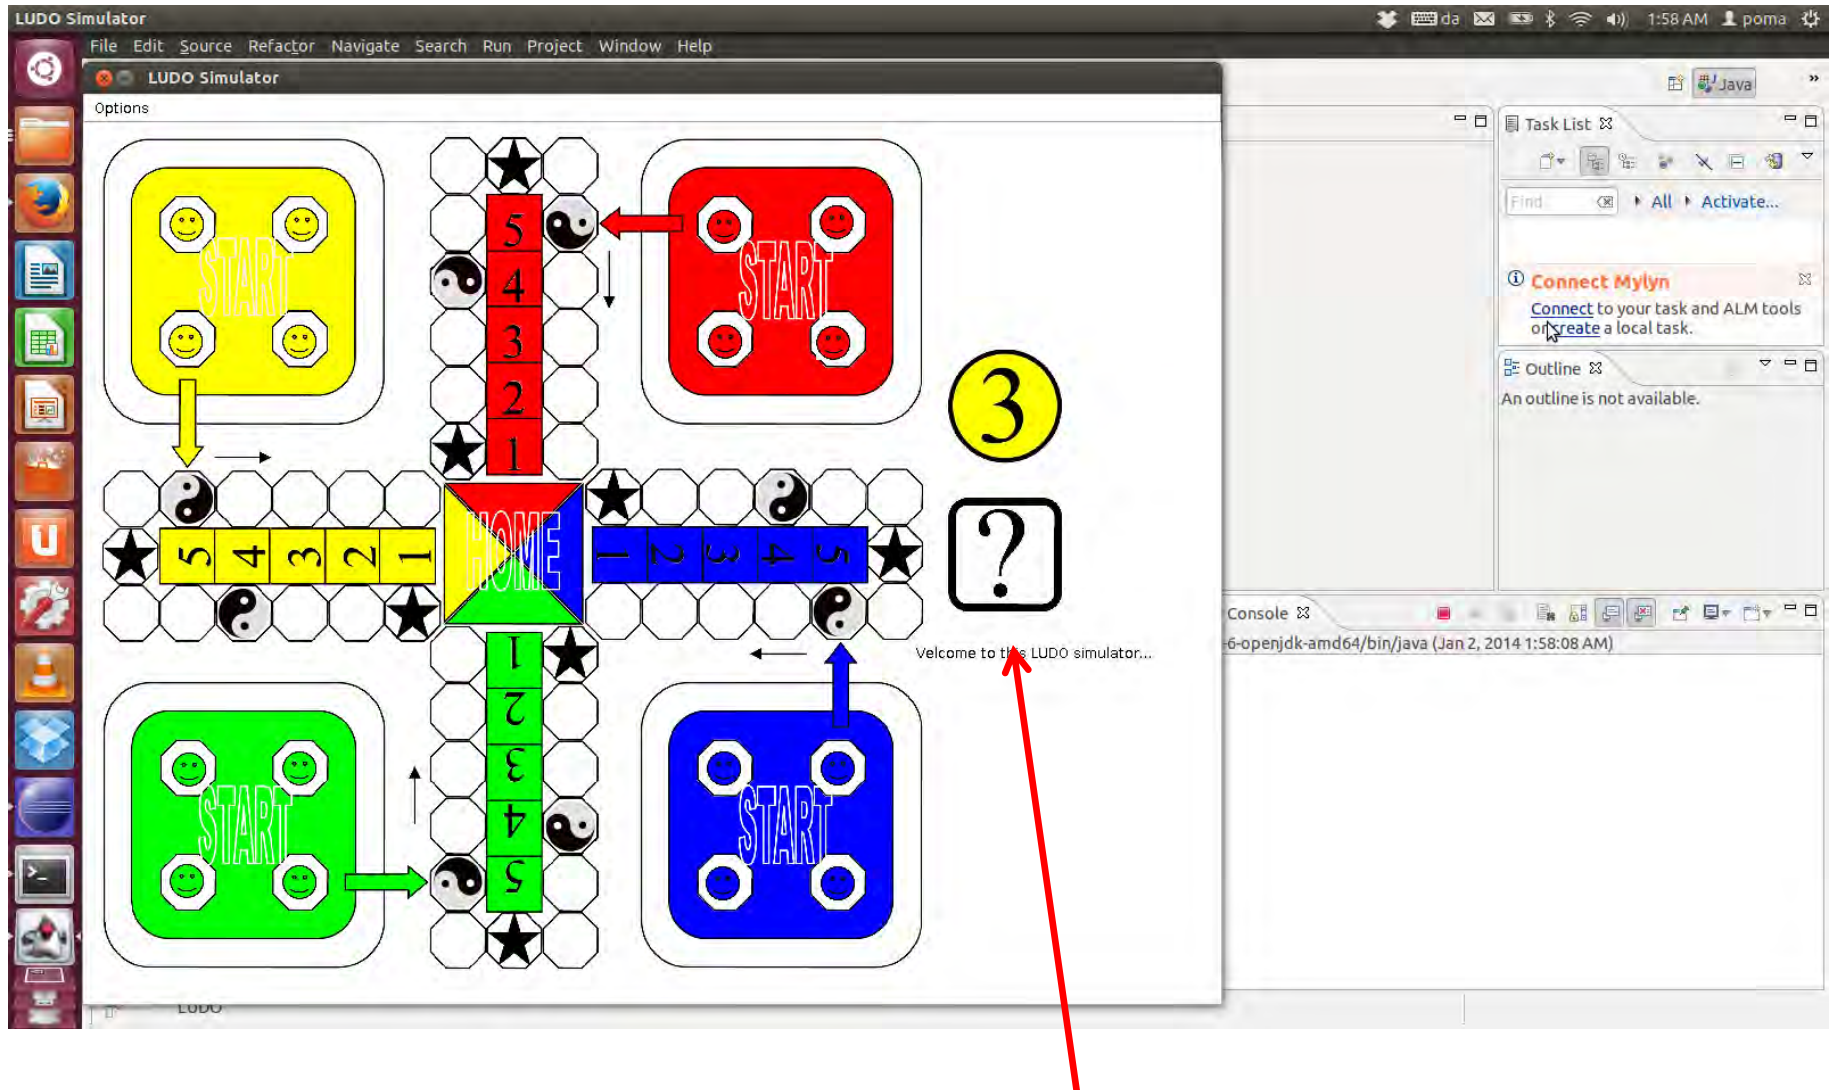 LUDO Simulator
da
1:58 AM
poma
File Edit Source Refactor Navigate Search Run Project Window Help
LUDO Simulator
Options
Java
»
Task List
Find
All
Activate...
Connect Mylyn
Connect to your task and ALM tools
or create a local task.
Outline
An outline is not available.
START
START
5
4
3
2
1
3
5 4 3 2 1
HOME
1 2 3 4 5
?
Console
-6-openjdk-amd64/bin/java (Jan 2, 2014 1:58:08 AM)
Velcome to this LUDO simulator...
1
2
3
4
5
START
START
LUDO